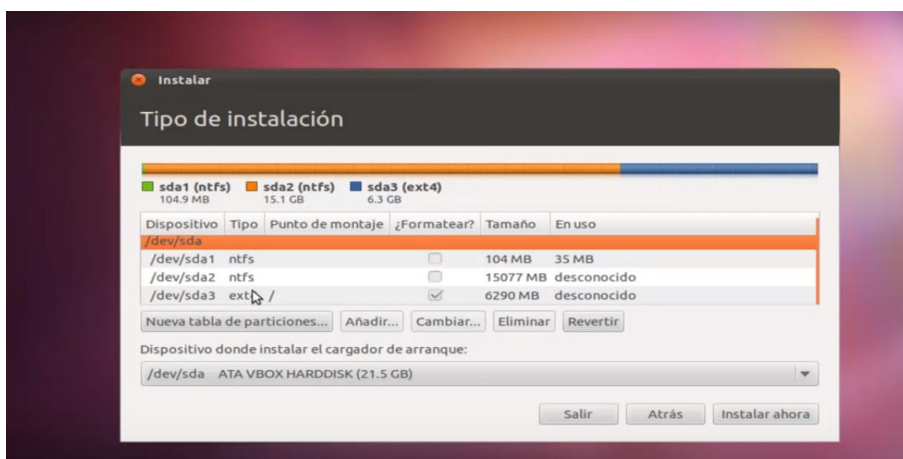 Instalar
Tipo de instalación
sda1 (ntfs) sda2 (ntfs) sda3 (ext4)
104.9 MB 15.1 GB 6.3 GB
Dispositivo Tipo Punto de montaje ¿Formatear? Tamaño En uso
/dev/sda
/dev/sda1 ntfs 104 MB 35 MB
/dev/sda2 ntfs 15077 MB desconocido
/dev/sda3 / 6290 MB desconocido
Nueva tabla de particiones... Añadir... Cambiar... Eliminar Revertir
Dispositivo donde instalar el cargador de arranque:
/dev/sda ATA VBOX HARDDISK (21.5 GB)
Salir Atrás Instalar ahora